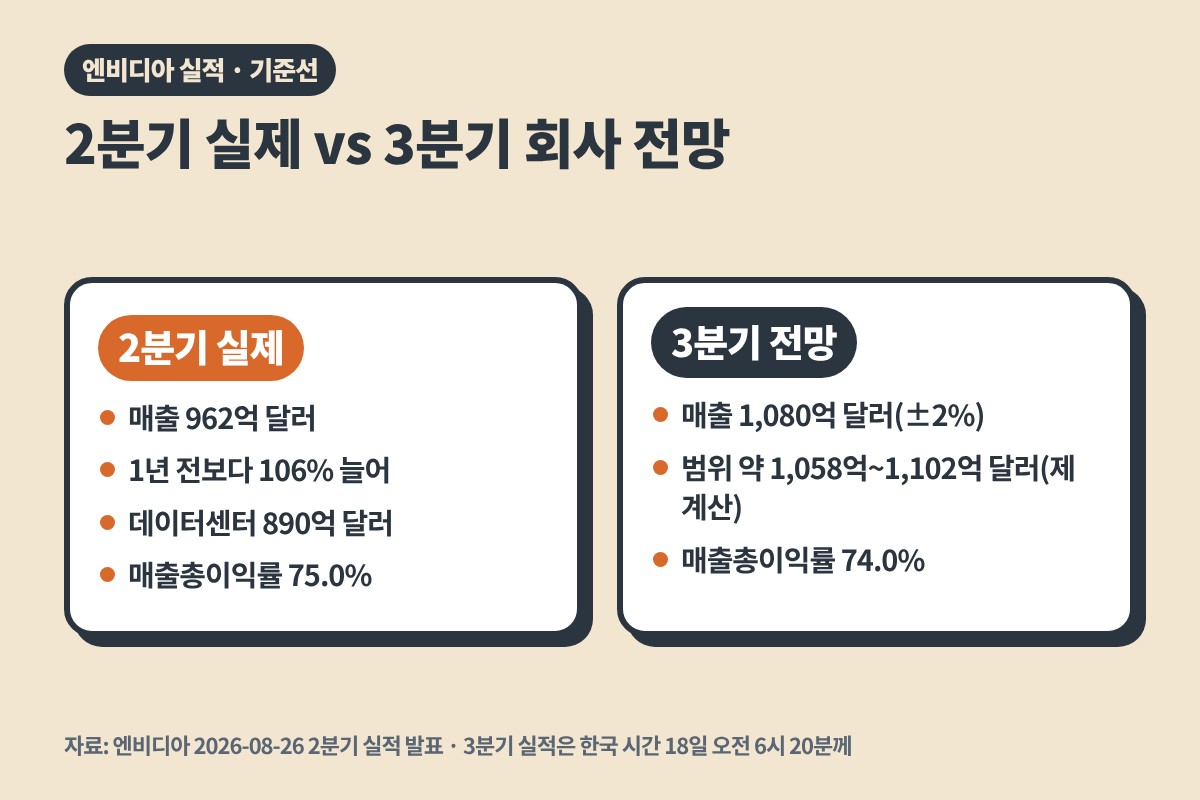 엔비디아 실적 · 기준선
2분기 실제 vs 3분기 회사 전망
2분기 실제
매출 962억 달러
1년 전보다 106% 늘어
데이터센터 890억 달러
매출총이익률 75.0%
3분기 전망
매출 1,080억 달러(±2%)
범위 약 1,058억~1,102억 달러(제
계산)
매출총이익률 74.0%
자료: 엔비디아 2026-08-26 2분기 실적 발표 · 3분기 실적은 한국 시간 18일 오전 6시 20분께